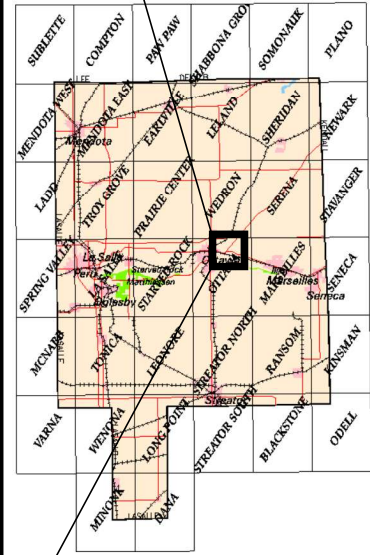 SUBLETTE
COMPTON
PAW PAW
SHABBONA GRO
SOMONAUK
PLANO
LEE
MENDOTA WEST
MENDOTA EAST
EARLVILLE
LELAND
SHERIDAN
NEWARK
Mendota
LADD
TROY GROVE
PRAIRIE CENTER
WEDRON
SERENA
STAVANGER
SPRING VALLEY
La Salle
Peru
Oglesby
Starved Rock
Matthiessen
STARVED ROCK
MARSEILLES
Marseilles
SENECA
Seneca
MCNABB
TONICA
LEONORE
STREATOR NORTH
RANSOM
KINSMAN
Streator
VARNA
WENONA
LONG POINT
STREATOR SOUTH
BLACKSTONE
ODELL
MINONK
DANA